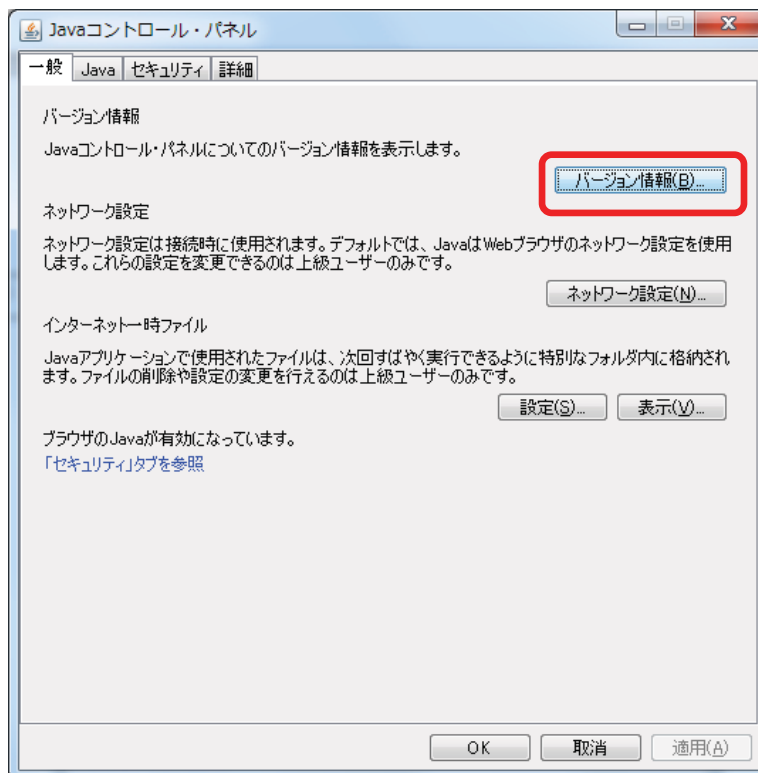 Javaコントロール・パネル
一般 Java セキュリティ 詳細
バージョン情報
Javaコントロール・パネルについてのバージョン情報を表示します。
バージョン情報(B)...
ネットワーク設定
ネットワーク設定は接続時に使用されます。デフォルトでは、JavaはWebブラウザのネットワーク設定を使用
します。これらの設定を変更できるのは上級ユーザーのみです。
ネットワーク設定(N)...
インターネット一時ファイル
Javaアプリケーションで使用されたファイルは、次回すばやく実行できるように特別なフォルダ内に格納され
ます。ファイルの削除や設定の変更を行えるのは上級ユーザーのみです。
設定(S)... 表示(V)...
ブラウザのJavaが有効になっています。
「セキュリティ」タブを参照
OK 取消 適用(A)